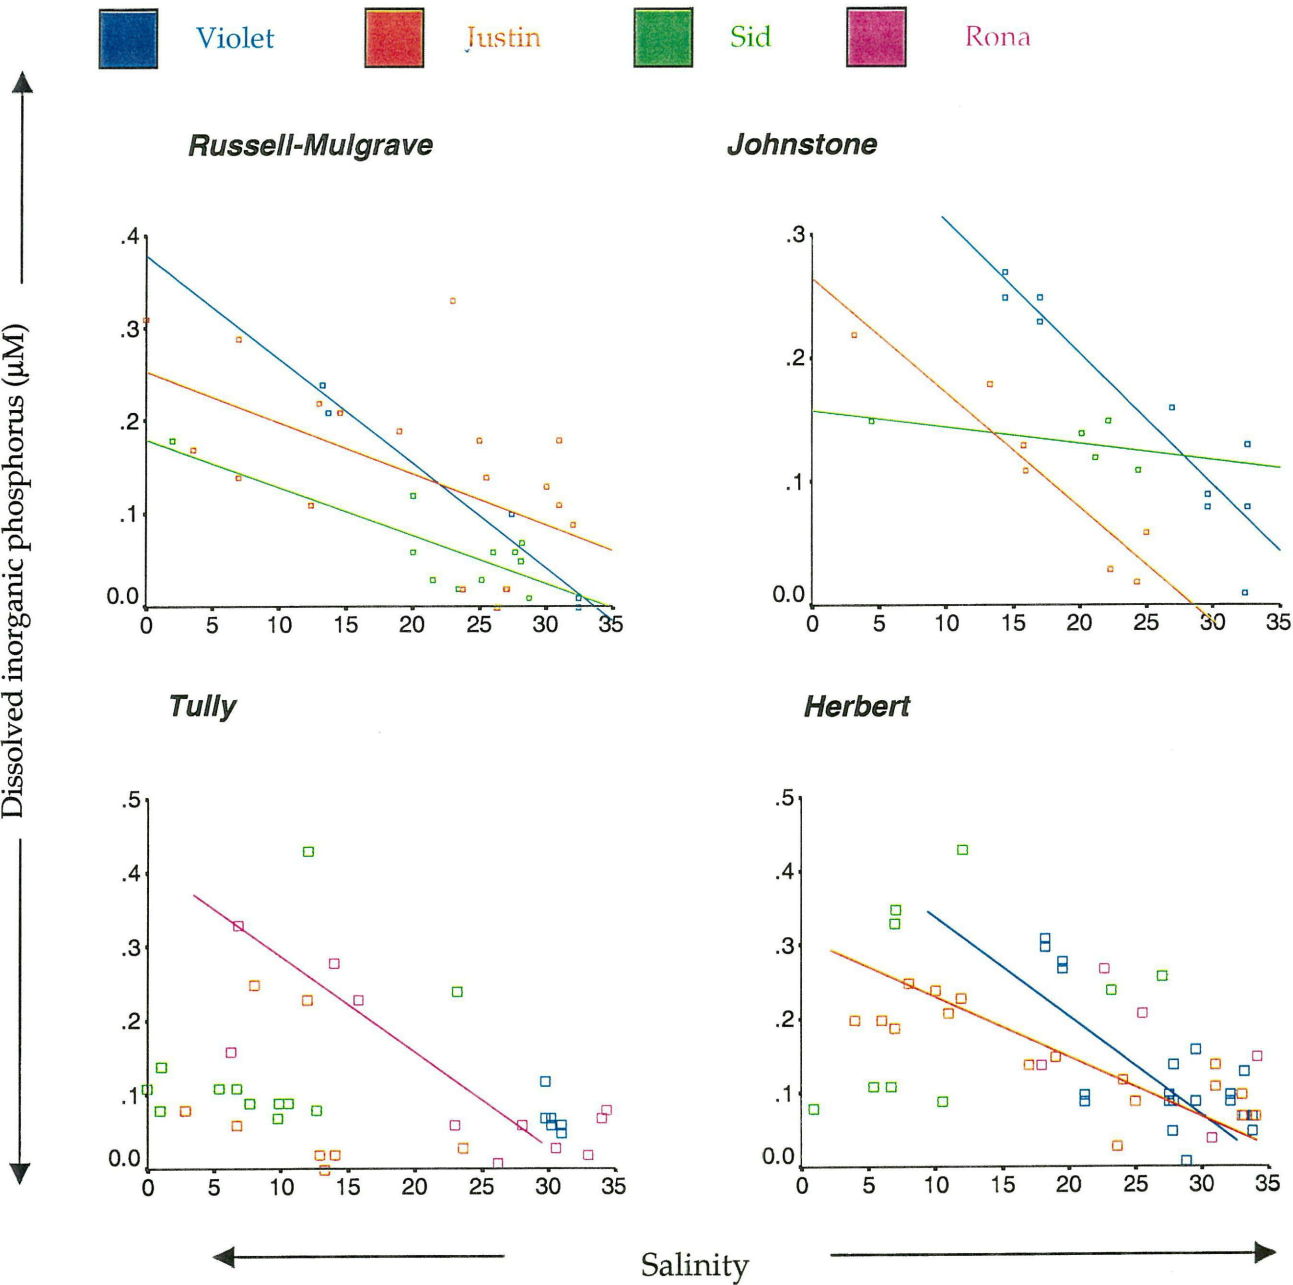 Violet Justin Sid Rona
Dissolved inorganic phosphorus (µM)
Russell-Mulgrave
.4
.3
.2
.1
0.0
0 5 10 15 20 25 30 35
Johnstone
.3
.2
.1
0.0
0 5 10 15 20 25 30 35
Tully
.5
.4
.3
.2
.1
0.0
0 5 10 15 20 25 30 35
Herbert
.5
.4
.3
.2
.1
0.0
0 5 10 15 20 25 30 35
Salinity